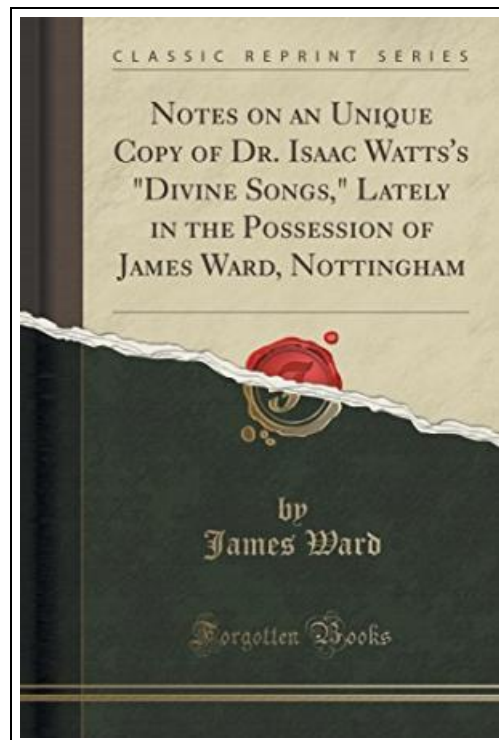 CLASSIC REPRINT SERIES
NOTES ON AN UNIQUE
COPY OF DR. ISAAC WATTS'S
"DIVINE SONGS," LATELY
IN THE POSSESSION OF
JAMES WARD, NOTTINGHAM
by
James Ward
Forgotten Books